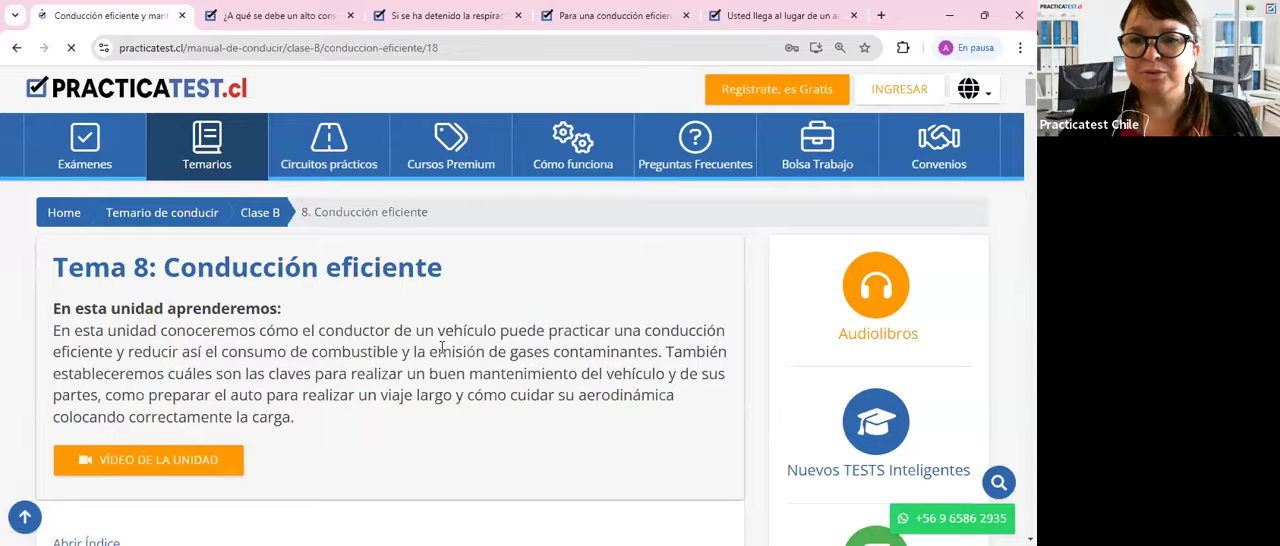 Conducción eficiente y mant
¿A qué se debe un alto cons
Si se ha detenido la respirac
Para una conducción eficien
Usted llega al lugar de un ac
practicatest.cl/manual-de-conducir/clase-8/conduccion-eficiente/18
A
En pausa
PRACTICATEST.cl
Regístrate, es Gratis
INGRESAR
Exámenes
Temarios
Circuitos prácticos
Cursos Premium
Cómo funciona
Preguntas Frecuentes
Bolsa Trabajo
Convenios
Home
Temario de conducir
Clase B
8. Conducción eficiente
Tema 8: Conducción eficiente
En esta unidad aprenderemos:
En esta unidad conoceremos cómo el conductor de un vehículo puede practicar una conducción
eficiente y reducir así el consumo de combustible y la emisión de gases contaminantes. También
estableceremos cuáles son las claves para realizar un buen mantenimiento del vehículo y de sus
partes, como preparar el auto para realizar un viaje largo y cómo cuidar su aerodinámica
colocando correctamente la carga.
VÍDEO DE LA UNIDAD
Abrir Índice
Audiolibros
Nuevos TESTS Inteligentes
+56 9 6586 2935
PRACTICATEST.cl
Practicatest Chile